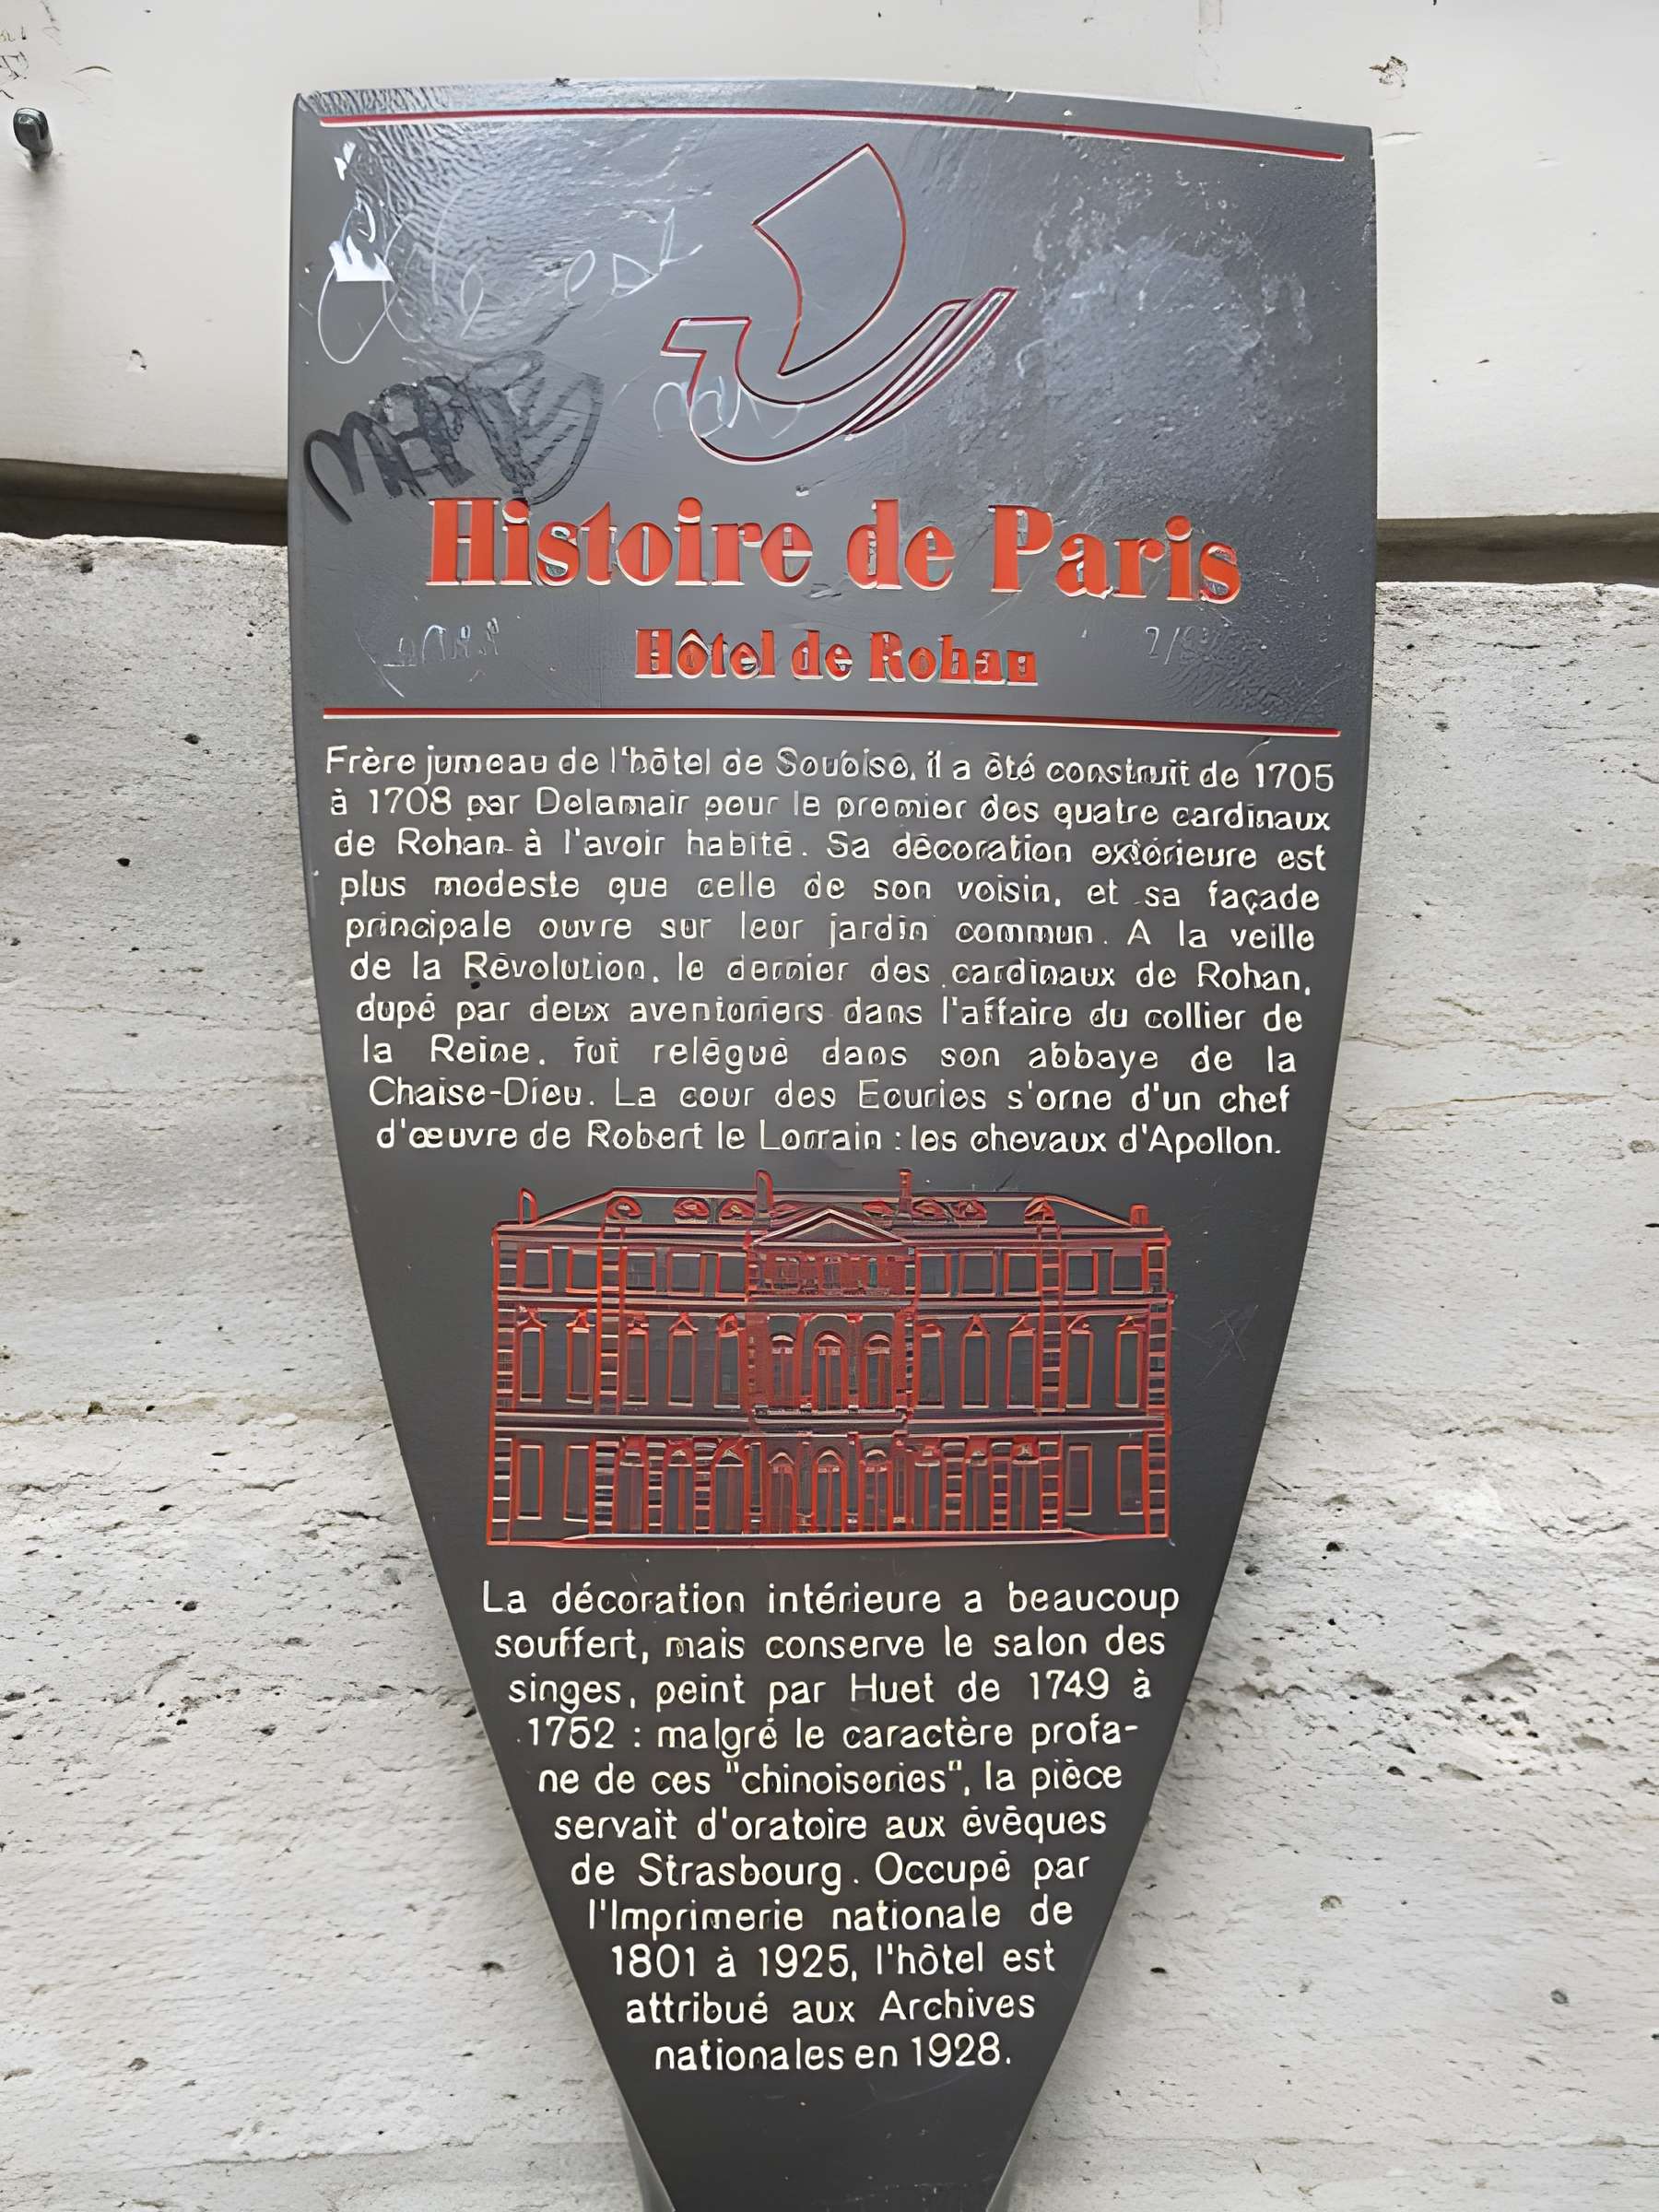 Histoire de Paris
Hôtel de Rohan
Frère jumeau de l'hôtel de Soubise, il a été construit de 1705
à 1708 par Delamair pour le premier des quatre cardinaux
de Rohan à l'avoir habité. Sa décoration extérieure est
plus modeste que celle de son voisin, et sa façade
principale ouvre sur leur jardin commun. A la veille
de la Révolution, le dernier des cardinaux de Rohan,
dupé par deux aventuriers dans l'affaire du collier de
la Reine, fut relégué dans son abbaye de la
Chaise-Dieu. La cour des Ecuries s'orne d'un chef
d'œuvre de Robert le Lorrain : les chevaux d'Apollon.
La décoration intérieure a beaucoup
souffert, mais conserve le salon des
singes, peint par Huet de 1749 à
1752 : malgré le caractère profa-
ne de ces "chinoiseries", la pièce
servait d'oratoire aux évêques
de Strasbourg. Occupé par
l'Imprimerie nationale de
1801 à 1925, l'hôtel est
attribué aux Archives
nationales en 1928.